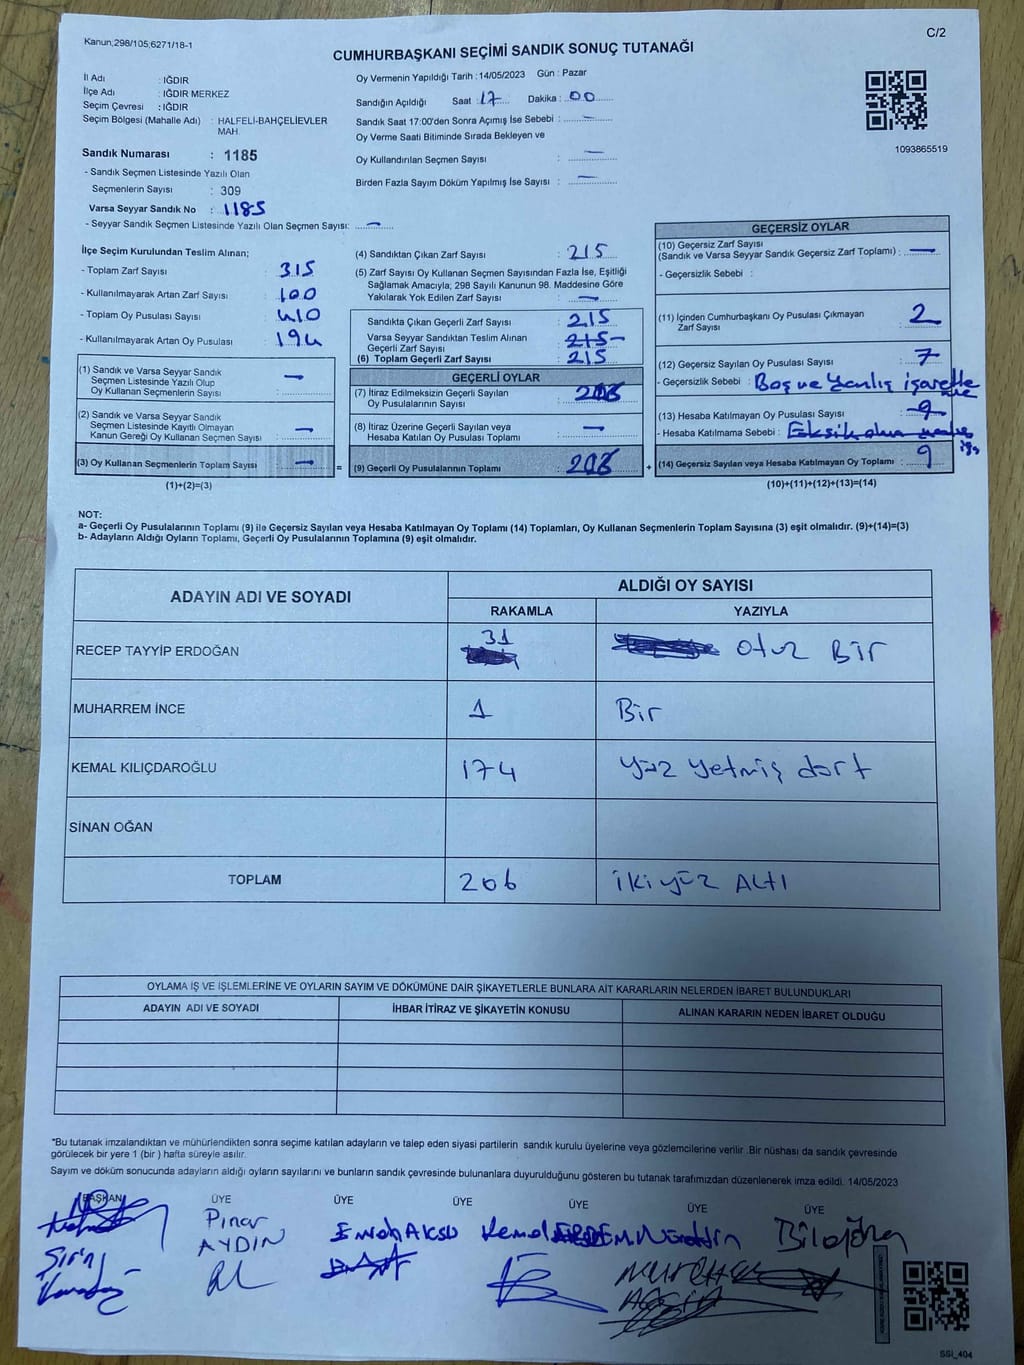 Kanun;298/105;6271/18-1
C/2
CUMHURBAŞKANI SEÇİMİ SANDIK SONUÇ TUTANAĞI
İl Adı : IĞDIR
İlçe Adı : IĞDIR MERKEZ
Seçim Çevresi : IĞDIR
Seçim Bölgesi (Mahalle Adı) : HALFELİ-BAHÇELİEVLER MAH.
Sandık Numarası : 1185
- Sandık Seçmen Listesinde Yazılı Olan
Seçmenlerin Sayısı : 309
Varsa Seyyar Sandık No : 1185
- Seyyar Sandık Seçmen Listesinde Yazılı Olan Seçmen Sayısı: —
Oy Vermenin Yapıldığı Tarih : 14/05/2023 Gün : Pazar
Sandığın Açıldığı Saat : 17 Dakika : 00
Sandık Saat 17:00'den Sonra Açımış İse Sebebi : —
Oy Verme Saati Bitiminde Sırada Bekleyen ve
Oy Kullandırılan Seçmen Sayısı : —
Birden Fazla Sayım Döküm Yapılmış İse Sayısı : —
1093865519
İlçe Seçim Kurulundan Teslim Alınan;
- Toplam Zarf Sayısı : 315
- Kullanılmayarak Artan Zarf Sayısı : 100
- Toplam Oy Pusulası Sayısı : 410
- Kullanılmayarak Artan Oy Pusulası : 194
(1) Sandık ve Varsa Seyyar Sandık
Seçmen Listesinde Yazılı Olup
Oy Kullanan Seçmenlerin Sayısı : —
(2) Sandık ve Varsa Seyyar Sandık
Seçmen Listesinde Kayıtlı Olmayan
Kanun Gereği Oy Kullanan Seçmen Sayısı : —
(3) Oy Kullanan Seçmenlerin Toplam Sayısı : —
(1)+(2)=(3)
(4) Sandıktan Çıkan Zarf Sayısı : 215
(5) Zarf Sayısı Oy Kullanan Seçmen Sayısından Fazla İse, Eşitliği
Sağlamak Amacıyla; 298 Sayılı Kanunun 98. Maddesine Göre
Yakılarak Yok Edilen Zarf Sayısı : —
Sandıkta Çıkan Geçerli Zarf Sayısı : 215
Varsa Seyyar Sandıktan Teslim Alınan
Geçerli Zarf Sayısı : 215
(6) Toplam Geçerli Zarf Sayısı : 215
GEÇERLİ OYLAR
(7) İtiraz Edilmeksizin Geçerli Sayılan
Oy Pusulalarının Sayısı : 206
(8) İtiraz Üzerine Geçerli Sayılan veya
Hesaba Katılan Oy Pusulası Toplamı : —
= (9) Geçerli Oy Pusulalarının Toplamı : 206
GEÇERSİZ OYLAR
(10) Geçersiz Zarf Sayısı
(Sandık ve Varsa Seyyar Sandık Geçersiz Zarf Toplamı) : —
- Geçersizlik Sebebi :
(11) İçinden Cumhurbaşkanı Oy Pusulası Çıkmayan
Zarf Sayısı : 2
(12) Geçersiz Sayılan Oy Pusulası Sayısı : 7
- Geçersizlik Sebebi : Boş ve Yanlış işaretle
(13) Hesaba Katılmayan Oy Pusulası Sayısı : 9
- Hesaba Katılmama Sebebi : Eksik olan
+ (14) Geçersiz Sayılan veya Hesaba Katılmayan Oy Toplamı : 9
(10)+(11)+(12)+(13)=(14)
NOT:
a- Geçerli Oy Pusulalarının Toplamı (9) ile Geçersiz Sayılan veya Hesaba Katılmayan Oy Toplamı (14) Toplamları, Oy Kullanan Seçmenlerin Toplam Sayısına (3) eşit olmalıdır. (9)+(14)=(3)
b- Adayların Aldığı Oyların Toplamı, Geçerli Oy Pusulalarının Toplamına (9) eşit olmalıdır.
ADAYIN ADI VE SOYADI
ALDIĞI OY SAYISI
RAKAMLA YAZIYLA
RECEP TAYYİP ERDOĞAN 31 Otuz Bir
MUHARREM İNCE 1 Bir
KEMAL KILIÇDAROĞLU 174 Yüz yetmiş dört
SİNAN OĞAN
TOPLAM 206 İki yüz ALTI
OYLAMA İŞ VE İŞLEMLERİNE VE OYLARIN SAYIM VE DÖKÜMÜNE DAİR ŞİKAYETLERLE BUNLARA AİT KARARLARIN NELERDEN İBARET BULUNDUKLARI
ADAYIN ADI VE SOYADI İHBAR İTİRAZ VE ŞİKAYETİN KONUSU ALINAN KARARIN NEDEN İBARET OLDUĞU
*Bu tutanak imzalandıktan ve mühürlendikten sonra seçime katılan adayların ve talep eden siyasi partilerin sandık kurulu üyelerine veya gözlemcilerine verilir .Bir nüshası da sandık çevresinde
görülecek bir yere 1 (bir ) hafta süreyle asılır.
Sayım ve döküm sonucunda adayların aldığı oyların sayılarını ve bunların sandık çevresinde bulunanlara duyurulduğunu gösteren bu tutanak tarafımızdan düzenlenerek imza edildi. 14/05/2023
BAŞKAN ÜYE ÜYE ÜYE ÜYE ÜYE ÜYE
Pınar
AYDIN
Emrah AKSU
Kemal ERDEM
Nurettin
Şirin
SSİ_404